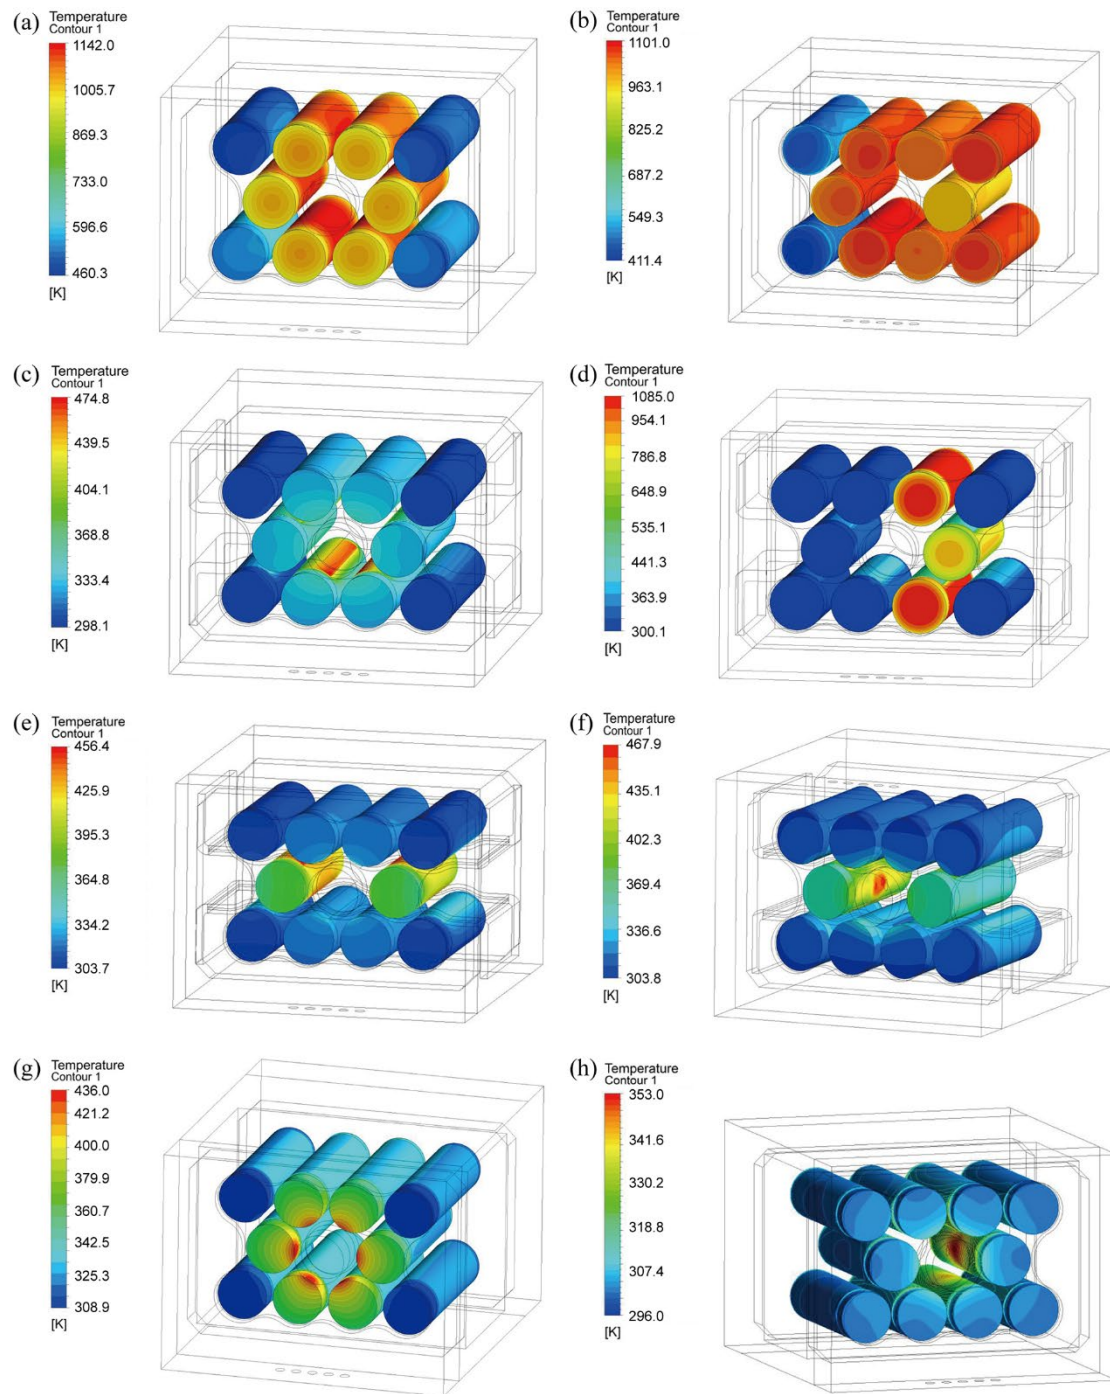 (a) Temperature
Contour 1
1142.0
1005.7
869.3
733.0
596.6
460.3
[K]
(b) Temperature
Contour 1
1101.0
963.1
825.2
687.2
549.3
411.4
[K]
(c) Temperature
Contour 1
474.8
439.5
404.1
368.8
333.4
298.1
[K]
(d) Temperature
Contour 1
1085.0
954.1
786.8
648.9
535.1
441.3
363.9
300.1
[K]
(e) Temperature
Contour 1
456.4
425.9
395.3
364.8
334.2
303.7
[K]
(f) Temperature
Contour 1
467.9
435.1
402.3
369.4
336.6
303.8
[K]
(g) Temperature
Contour 1
436.0
421.2
400.0
379.9
360.7
342.5
325.3
308.9
[K]
(h) Temperature
Contour 1
353.0
341.6
330.2
318.8
307.4
296.0
[K]